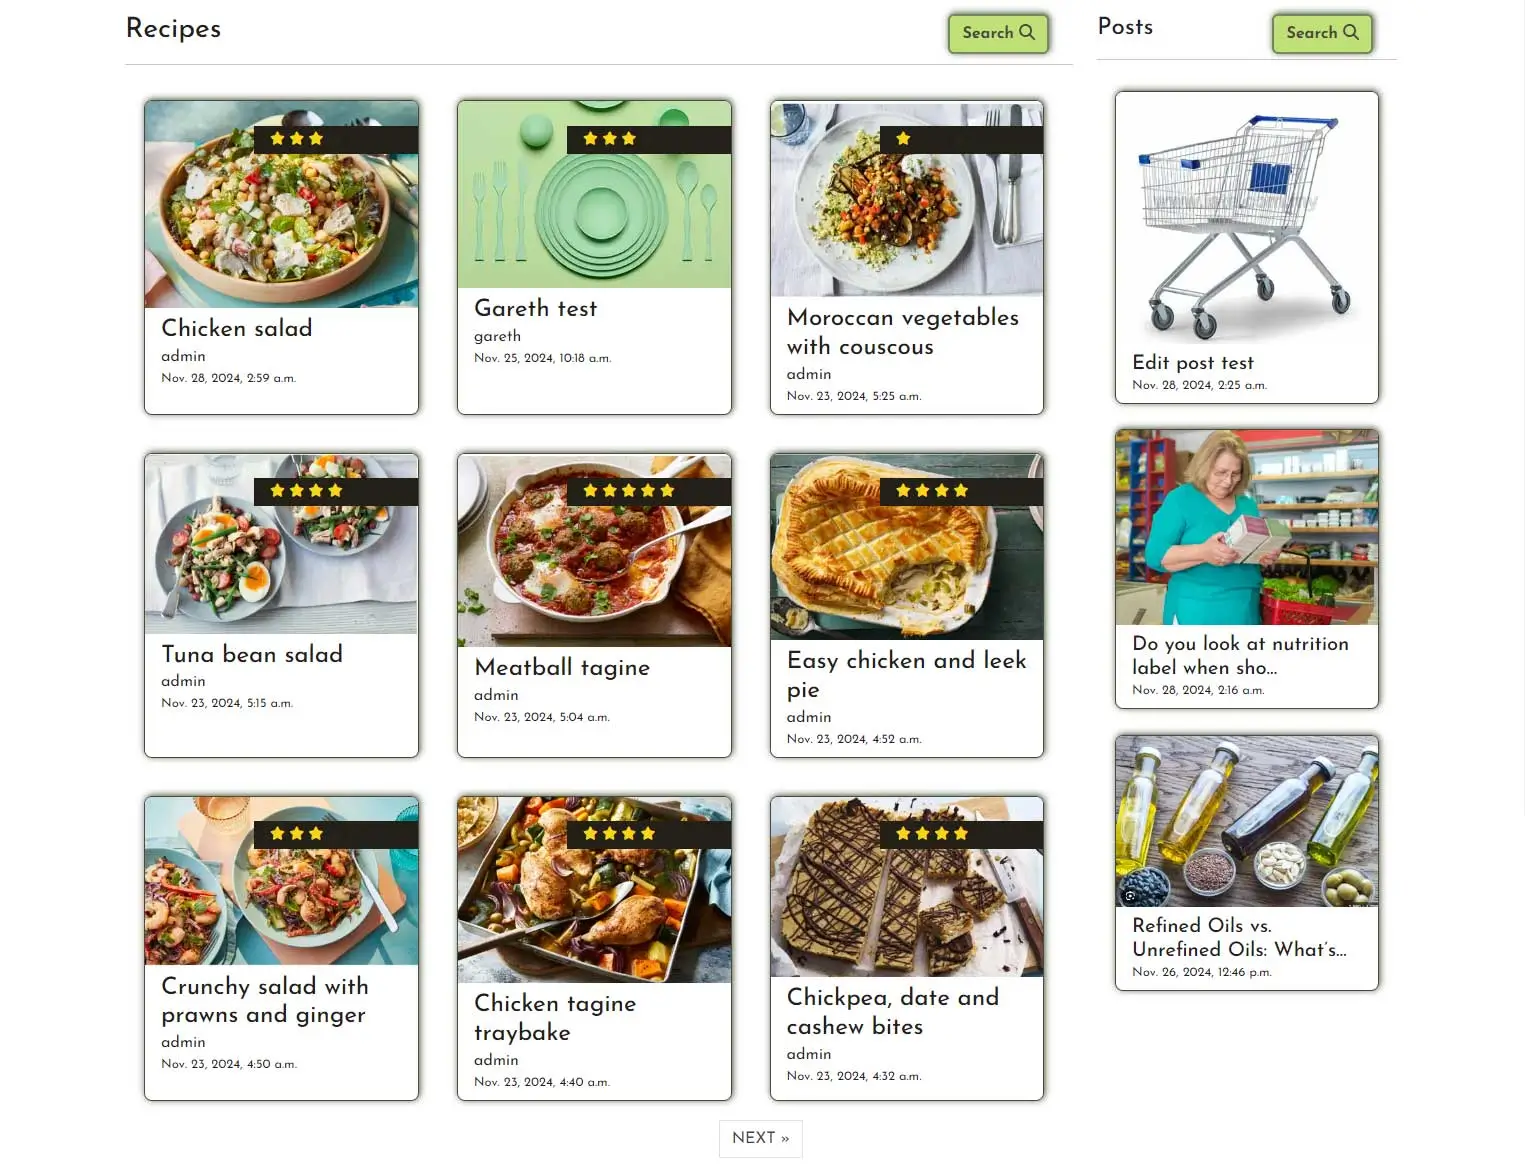 Recipes
Search
Posts
Search
Chicken salad
admin
Nov. 28, 2024, 2:59 a.m.
Gareth test
gareth
Nov. 25, 2024, 10:18 a.m.
Moroccan vegetables
with couscous
admin
Nov. 23, 2024, 5:25 a.m.
Tuna bean salad
admin
Nov. 23, 2024, 5:15 a.m.
Meatball tagine
admin
Nov. 23, 2024, 5:04 a.m.
Easy chicken and leek
pie
admin
Nov. 23, 2024, 4:52 a.m.
Crunchy salad with
prawns and ginger
admin
Nov. 23, 2024, 4:50 a.m.
Chicken tagine
traybake
admin
Nov. 23, 2024, 4:40 a.m.
Chickpea, date and
cashew bites
admin
Nov. 23, 2024, 4:32 a.m.
NEXT »
Edit post test
Nov. 28, 2024, 2:25 a.m.
Do you look at nutrition
label when sho...
Nov. 28, 2024, 2:16 a.m.
Refined Oils vs.
Unrefined Oils: What's...
Nov. 26, 2024, 12:46 p.m.